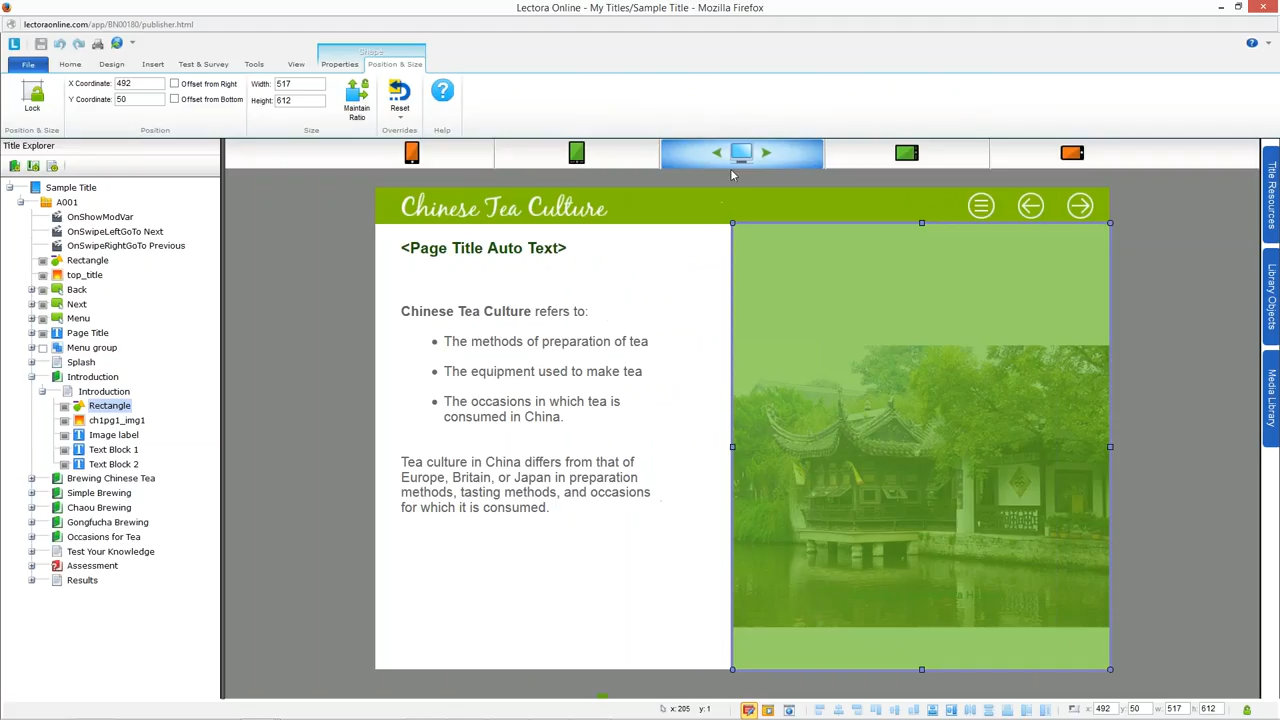 Lectora Online - My Titles/Sample Title - Mozilla Firefox
lectoraonline.com/app/BN00180/publisher.html
Shape
File Home Design Insert Test & Survey Tools View Properties Position & Size
X Coordinate: 492 Offset from Right Width: 517
Y Coordinate: 50 Offset from Bottom Height: 612
Lock Maintain Ratio Reset
Position & Size Position Size Overrides Help
Title Explorer
Sample Title
A001
OnShowModVar
OnSwipeLeftGoTo Next
OnSwipeRightGoTo Previous
Rectangle
top_title
Back
Next
Menu
Page Title
Menu group
Splash
Introduction
Introduction
Rectangle
ch1pg1_img1
Image label
Text Block 1
Text Block 2
Brewing Chinese Tea
Simple Brewing
Chaou Brewing
Gongfucha Brewing
Occasions for Tea
Test Your Knowledge
Assessment
Results
Chinese Tea Culture
<Page Title Auto Text>
Chinese Tea Culture refers to:
The methods of preparation of tea
The equipment used to make tea
The occasions in which tea is
consumed in China.
Tea culture in China differs from that of
Europe, Britain, or Japan in preparation
methods, tasting methods, and occasions
for which it is consumed.
Title Resources
Library Objects
Media Library
x: 205 y: 1 x: 492 y: 50 w: 517 h: 612